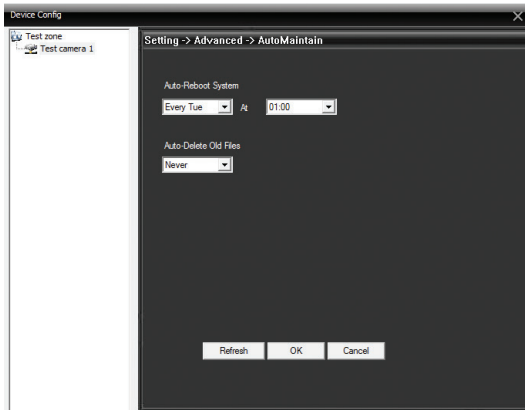 Device Config
Test zone
Test camera 1
Setting -> Advanced -> AutoMaintain
Auto-Reboot System
Every Tue At 01:00
Auto-Delete Old Files
Never
Refresh OK Cancel